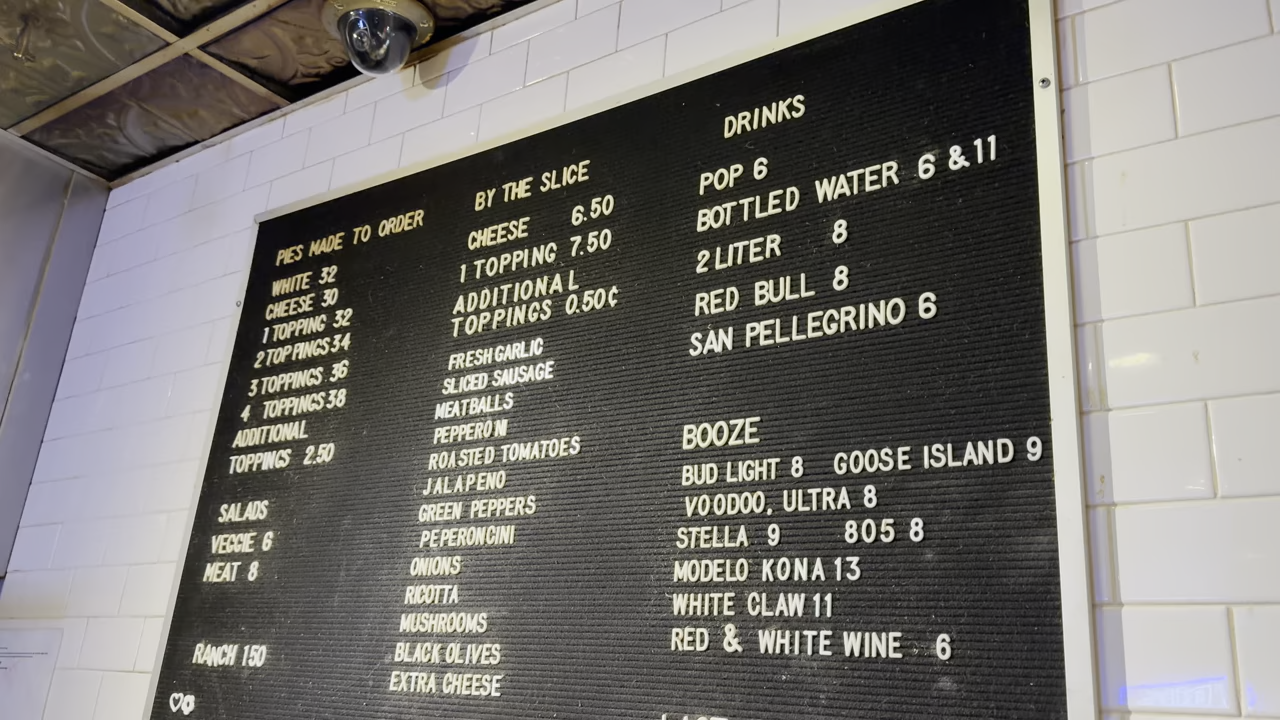 PIES MADE TO ORDER
WHITE 32
CHEESE 30
1 TOPPING 32
2 TOPPINGS 34
3 TOPPINGS 36
4 TOPPINGS 38
ADDITIONAL
TOPPINGS 2.50
SALADS
VEGGIE 6
MEAT 8
RANCH 150
BY THE SLICE
CHEESE 6.50
1 TOPPING 7.50
ADDITIONAL
TOPPINGS 0.50¢
FRESH GARLIC
SLICED SAUSAGE
MEATBALLS
PEPPERONI
ROASTED TOMATOES
JALAPENO
GREEN PEPPERS
PEPERONCINI
ONIONS
RICOTTA
MUSHROOMS
BLACK OLIVES
EXTRA CHEESE
DRINKS
POP 6
BOTTLED WATER 6 & 11
2 LITER 8
RED BULL 8
SAN PELLEGRINO 6
BOOZE
BUD LIGHT 8 GOOSE ISLAND 9
VOODOO, ULTRA 8
STELLA 9 805 8
MODELO KONA 13
WHITE CLAW 11
RED & WHITE WINE 6